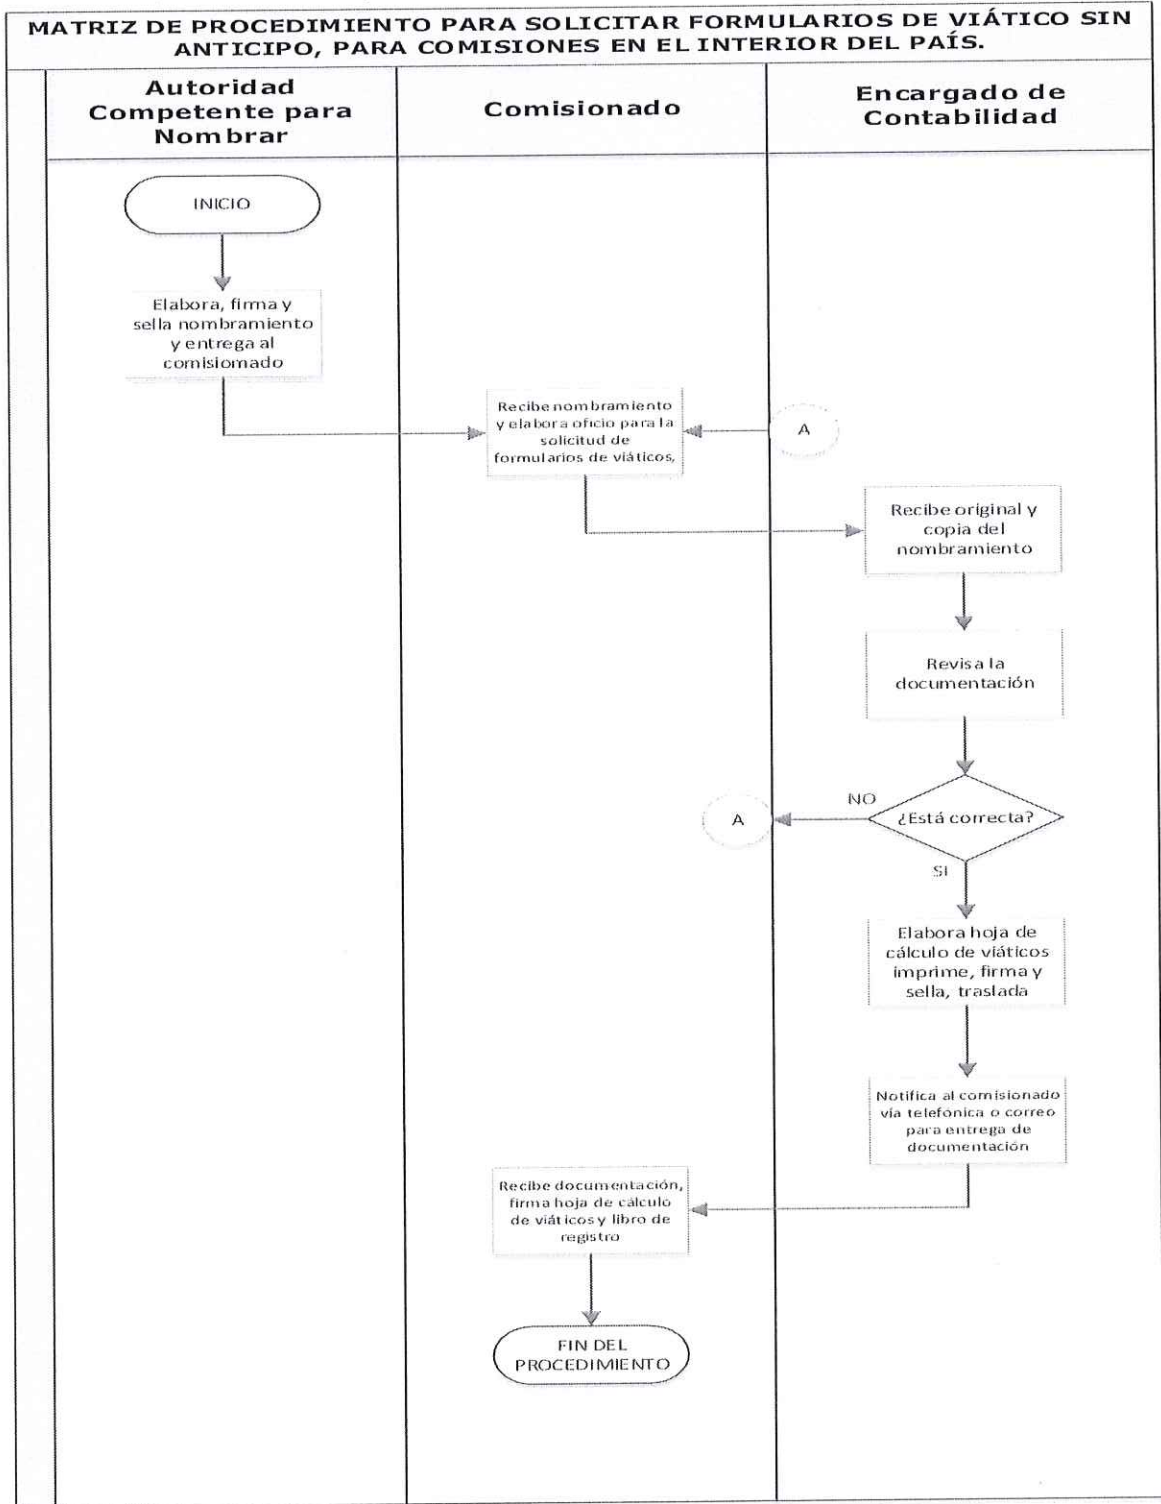 MATRIZ DE PROCEDIMIENTO PARA SOLICITAR FORMULARIOS DE VIÁTICO SIN
ANTICIPO, PARA COMISIONES EN EL INTERIOR DEL PAÍS.
Autoridad
Competente para
Nombrar
Comisionado
Encargado de
Contabilidad
INICIO
Elabora, firma y
sella nombramiento
y entrega al
comisiomado
Recibe nombramiento
y elabora oficio para la
solicitud de
formularios de viáticos,
A
Recibe original y
copia del
nombramiento
Revisa la
documentación
¿Está correcta?
NO
A
SI
Elabora hoja de
cálculo de viáticos
imprime, firma y
sella, traslada
Notifica al comisionado
vía telefónica o correo
para entrega de
documentación
Recibe documentación,
firma hoja de cálculo
de viáticos y libro de
registro
FIN DEL
PROCEDIMIENTO